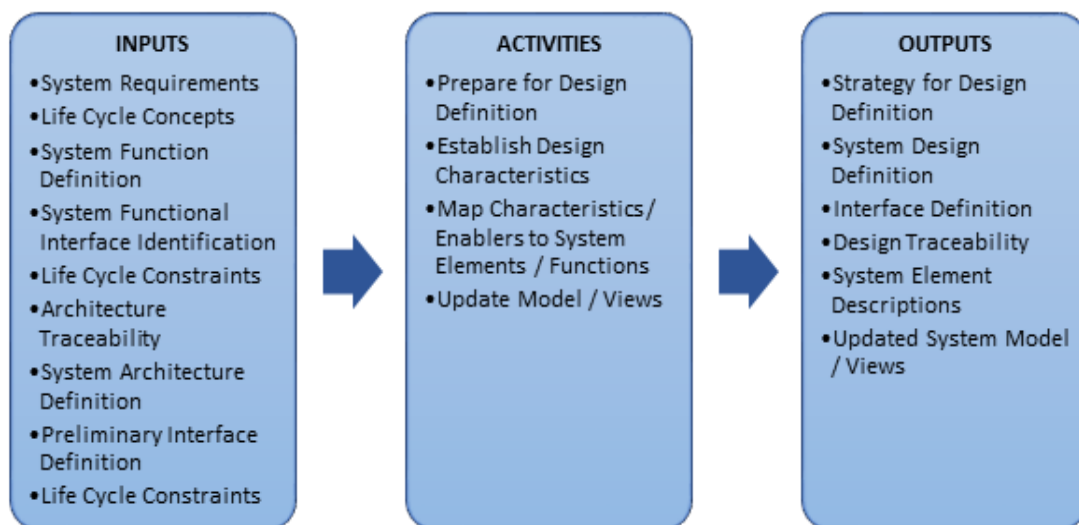 INPUTS
•System Requirements
•Life Cycle Concepts
•System Function
Definition
•System Functional
Interface Identification
•Life Cycle Constraints
•Architecture
Traceability
•System Architecture
Definition
•Preliminary Interface
Definition
•Life Cycle Constraints
ACTIVITIES
•Prepare for Design
Definition
•Establish Design
Characteristics
•Map Characteristics/
Enablers to System
Elements / Functions
•Update Model / Views
OUTPUTS
•Strategy for Design
Definition
•System Design
Definition
•Interface Definition
•Design Traceability
•System Element
Descriptions
•Updated System Model
/ Views